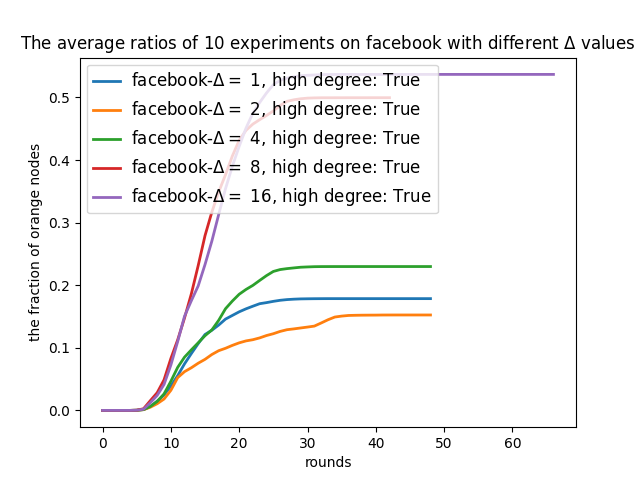 The average ratios of 10 experiments on facebook with different Δ values
facebook-Δ = 1, high degree: True
facebook-Δ = 2, high degree: True
facebook-Δ = 4, high degree: True
facebook-Δ = 8, high degree: True
facebook-Δ = 16, high degree: True
the fraction of orange nodes
0.5
0.4
0.3
0.2
0.1
0.0
0 10 20 30 40 50 60
rounds